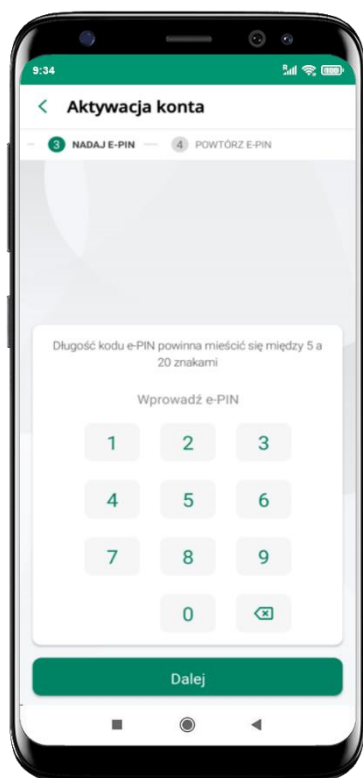 9:34
Aktywacja konta
3 NADAJ E-PIN
4 POWTÓRZ E-PIN
Długość kodu e-PIN powinna mieścić się między 5 a
20 znakami
Wprowadź e-PIN
1 2 3
4 5 6
7 8 9
0
Dalej